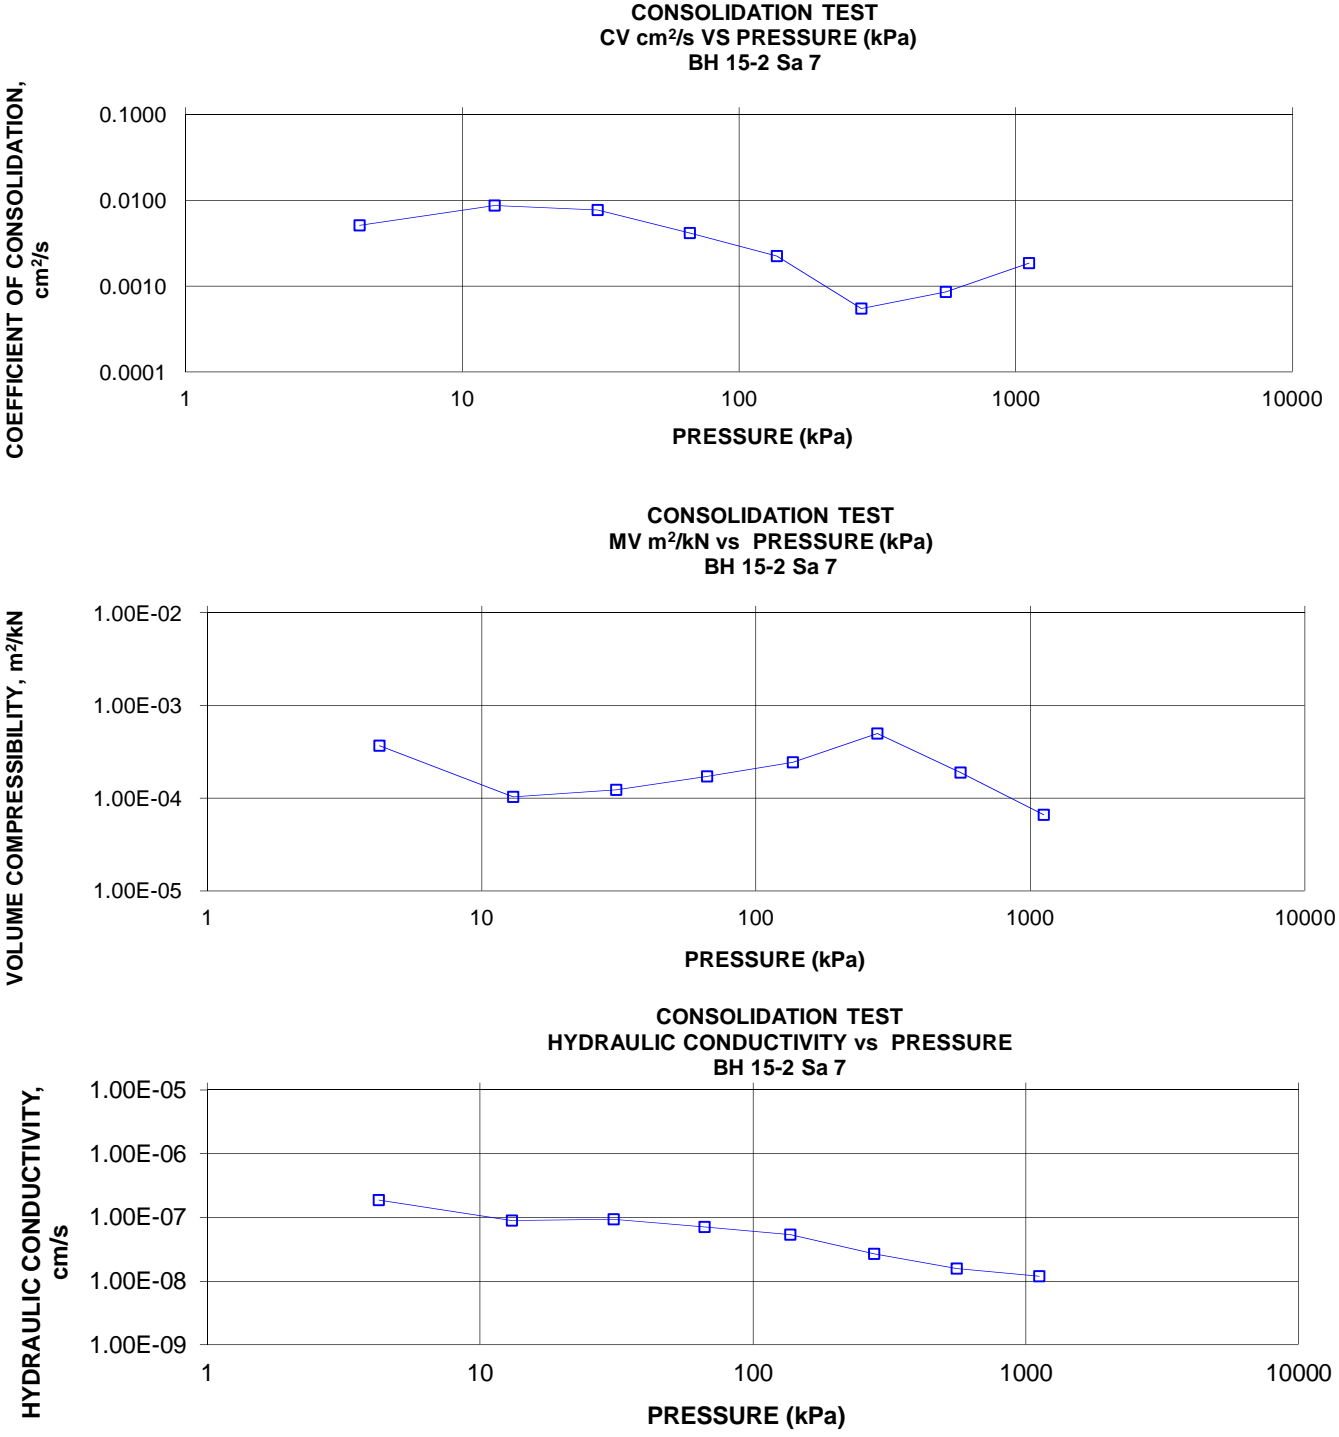 CONSOLIDATION TEST
CV cm²/s VS PRESSURE (kPa)
BH 15-2 Sa 7
COEFFICIENT OF CONSOLIDATION,
cm²/s
0.1000
0.0100
0.0010
0.0001
1 10 100 1000 10000
PRESSURE (kPa)
CONSOLIDATION TEST
MV m²/kN vs PRESSURE (kPa)
BH 15-2 Sa 7
VOLUME COMPRESSIBILITY, m²/kN
1.00E-02
1.00E-03
1.00E-04
1.00E-05
1 10 100 1000 10000
PRESSURE (kPa)
CONSOLIDATION TEST
HYDRAULIC CONDUCTIVITY vs PRESSURE
BH 15-2 Sa 7
HYDRAULIC CONDUCTIVITY,
cm/s
1.00E-05
1.00E-06
1.00E-07
1.00E-08
1.00E-09
1 10 100 1000 10000
PRESSURE (kPa)